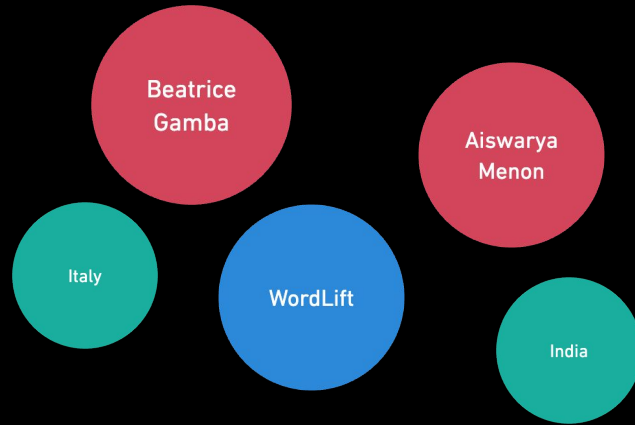 Beatrice
Gamba
Aiswarya
Menon
Italy
WordLift
India